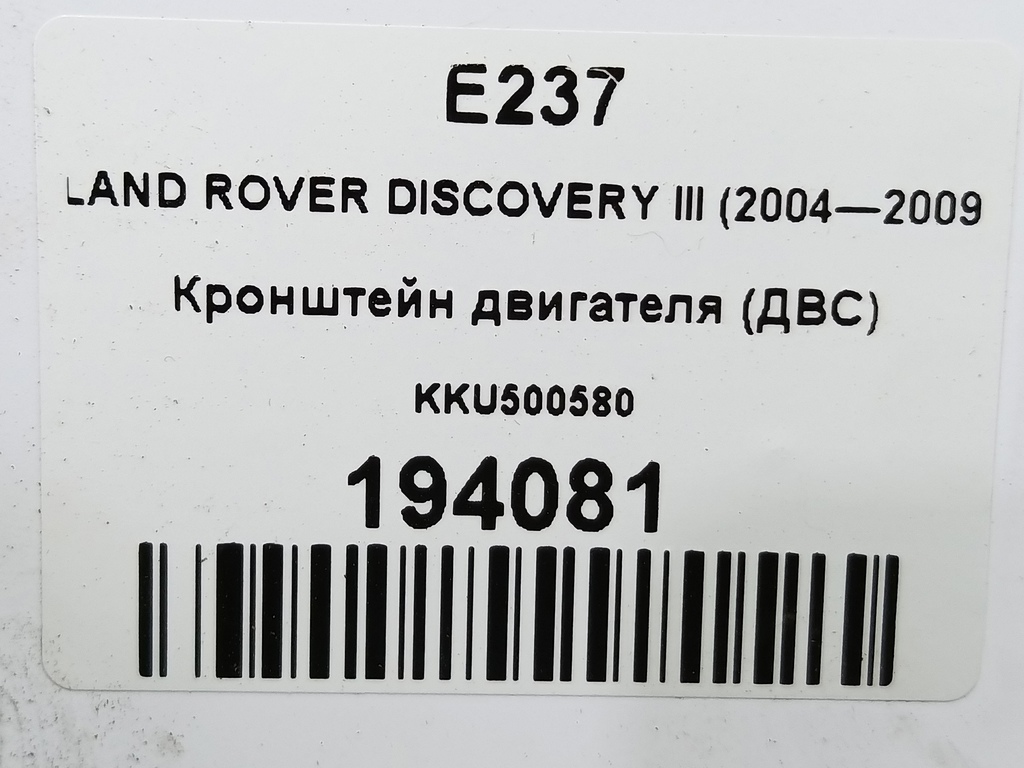 E237
LAND ROVER DISCOVERY III (2004—2009
Кронштейн двигателя (ДВС)
KKU500580
194081